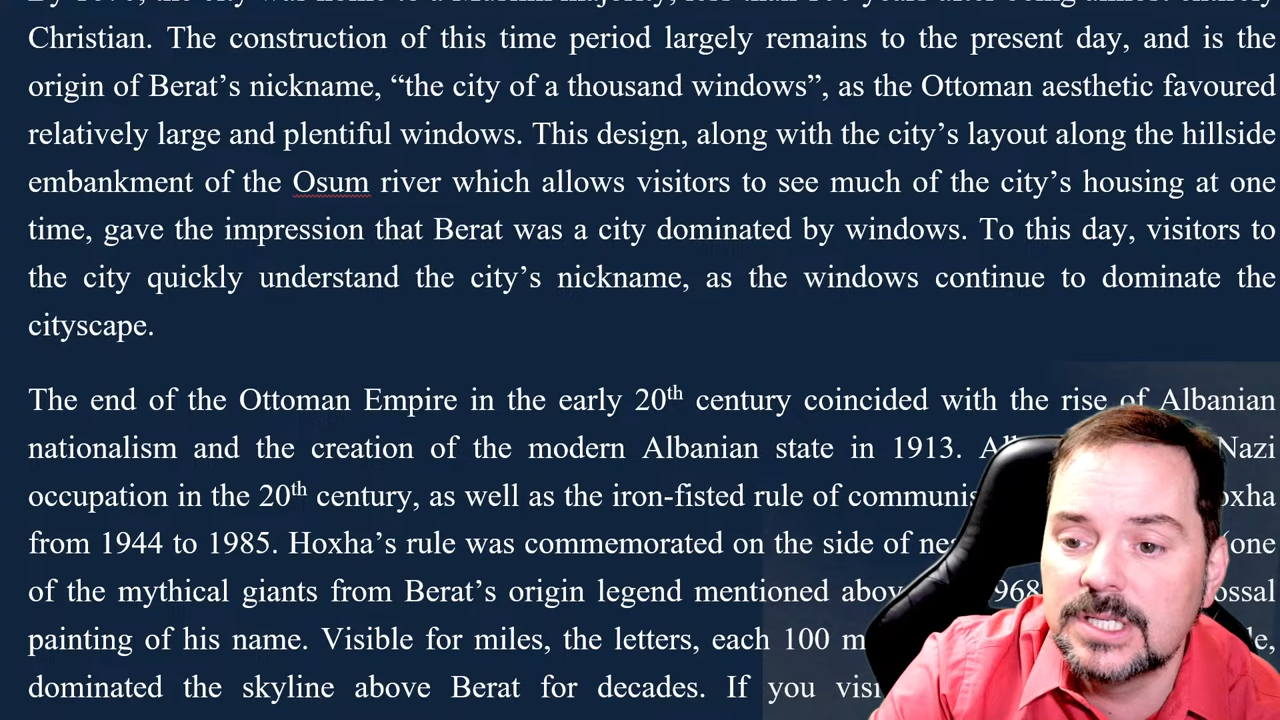 Christian. The construction of this time period largely remains to the present day, and is the
origin of Berat’s nickname, “the city of a thousand windows”, as the Ottoman aesthetic favoured
relatively large and plentiful windows. This design, along with the city’s layout along the hillside
embankment of the Osum river which allows visitors to see much of the city’s housing at one
time, gave the impression that Berat was a city dominated by windows. To this day, visitors to
the city quickly understand the city’s nickname, as the windows continue to dominate the
cityscape.
The end of the Ottoman Empire in the early 20th century coincided with the rise of Albanian
nationalism and the creation of the modern Albanian state in 1913. Nazi
occupation in the 20th century, as well as the iron-fisted rule of
from 1944 to 1985. Hoxha’s rule was commemorated on the side of (one
of the mythical giants from Berat’s origin legend mentioned
painting of his name. Visible for miles, the letters, each 100
dominated the skyline above Berat for decades. If you